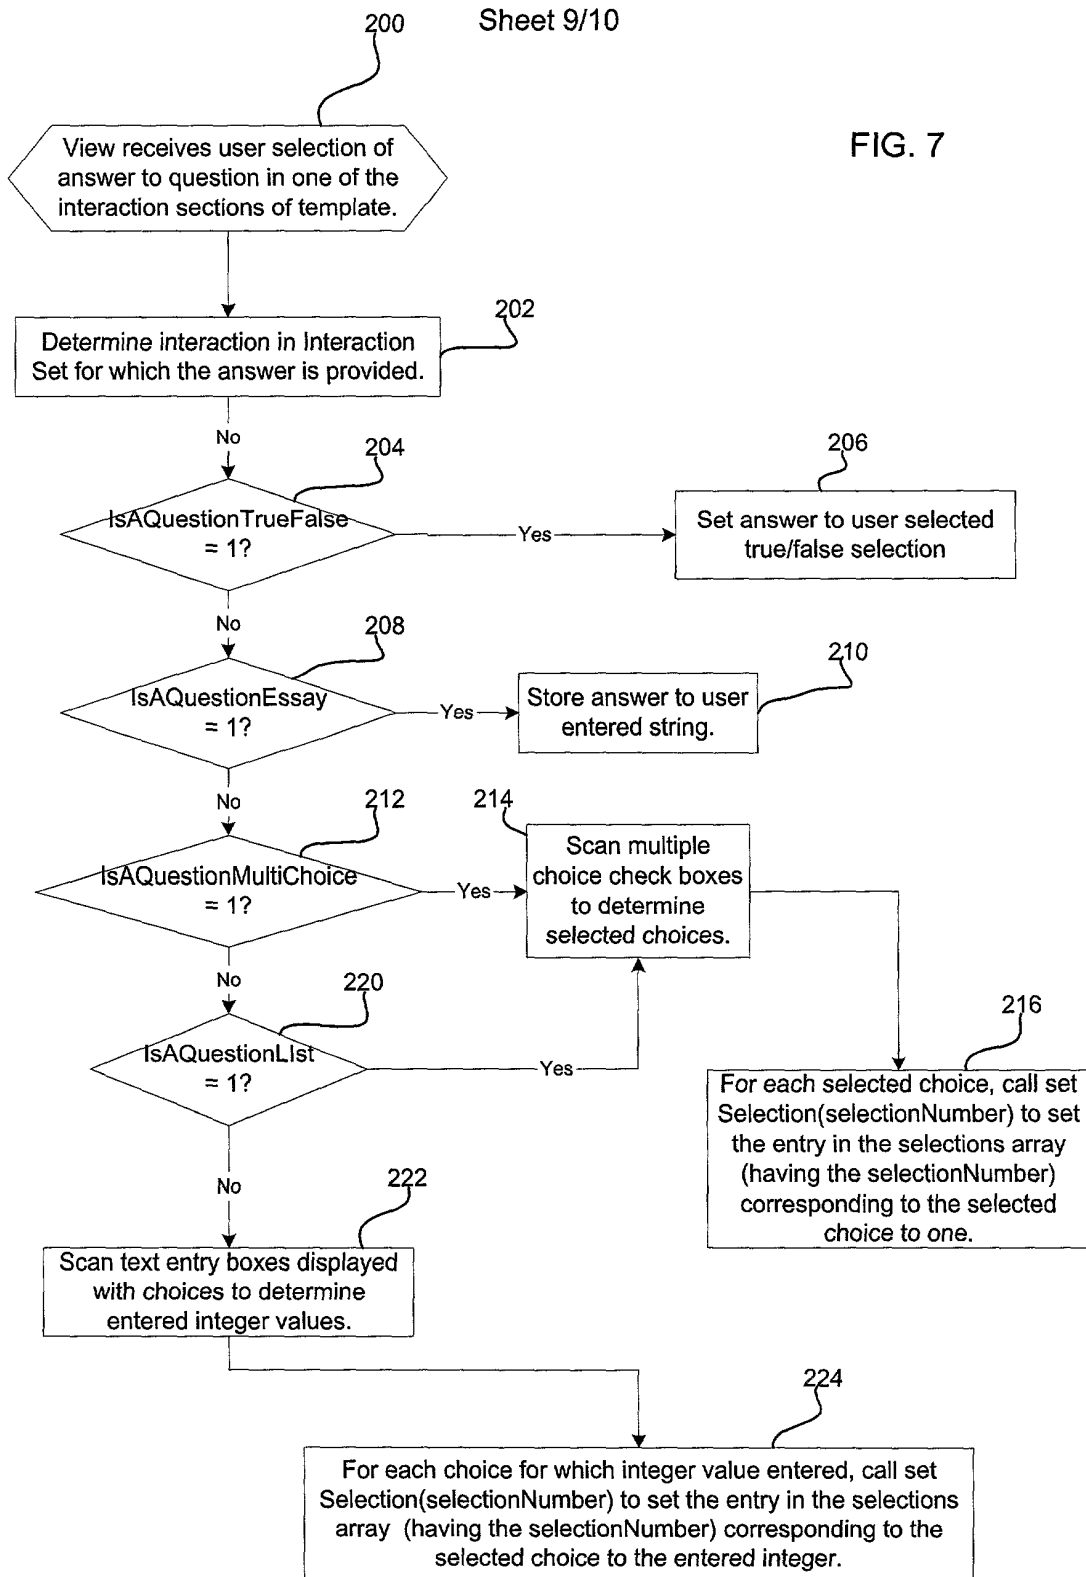 Sheet 9/10
200
FIG. 7
View receives user selection of
answer to question in one of the
interaction sections of template.
202
Determine interaction in Interaction
Set for which the answer is provided.
No
204
IsAQuestionTrueFalse
= 1?
Yes
206
Set answer to user selected
true/false selection
No
208
IsAQuestionEssay
= 1?
Yes
210
Store answer to user
entered string.
No
212
IsAQuestionMultiChoice
= 1?
Yes
214
Scan multiple
choice check boxes
to determine
selected choices.
No
220
IsAQuestionLIst
= 1?
Yes
216
For each selected choice, call set
Selection(selectionNumber) to set
the entry in the selections array
(having the selectionNumber)
corresponding to the selected
choice to one.
No
222
Scan text entry boxes displayed
with choices to determine
entered integer values.
224
For each choice for which integer value entered, call set
Selection(selectionNumber) to set the entry in the selections
array (having the selectionNumber) corresponding to the
selected choice to the entered integer.